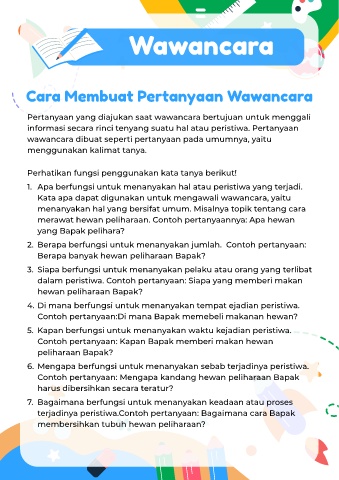 Wawancara
Cara Membuat Pertanyaan Wawancara
Pertanyaan yang diajukan saat wawancara bertujuan untuk menggali
informasi secara rinci tenyang suatu hal atau peristiwa. Pertanyaan
wawancara dibuat seperti pertanyaan pada umumnya, yaitu
menggunakan kalimat tanya.
Perhatikan fungsi penggunakan kata tanya berikut!
1. Apa berfungsi untuk menanyakan hal atau peristiwa yang terjadi.
Kata apa dapat digunakan untuk mengawali wawancara, yaitu
menanyakan hal yang bersifat umum. Misalnya topik tentang cara
merawat hewan peliharaan. Contoh pertanyaannya: Apa hewan
yang Bapak pelihara?
2. Berapa berfungsi untuk menanyakan jumlah. Contoh pertanyaan:
Berapa banyak hewan peliharaan Bapak?
3. Siapa berfungsi untuk menanyakan pelaku atau orang yang terlibat
dalam peristiwa. Contoh pertanyaan: Siapa yang memberi makan
hewan peliharaan Bapak?
4. Di mana berfungsi untuk menanyakan tempat ejadian peristiwa.
Contoh pertanyaan:Di mana Bapak memebeli makanan hewan?
5. Kapan berfungsi untuk menanyakan waktu kejadian peristiwa.
Contoh pertanyaan: Kapan Bapak memberi makan hewan
peliharaan Bapak?
6. Mengapa berfungsi untuk menanyakan sebab terjadinya peristiwa.
Contoh pertanyaan: Mengapa kandang hewan peliharaan Bapak
harus dibersihkan secara teratur?
7. Bagaimana berfungsi untuk menanyakan keadaan atau proses
terjadinya peristiwa.Contoh pertanyaan: Bagaimana cara Bapak
membersihkan tubuh hewan peliharaan?